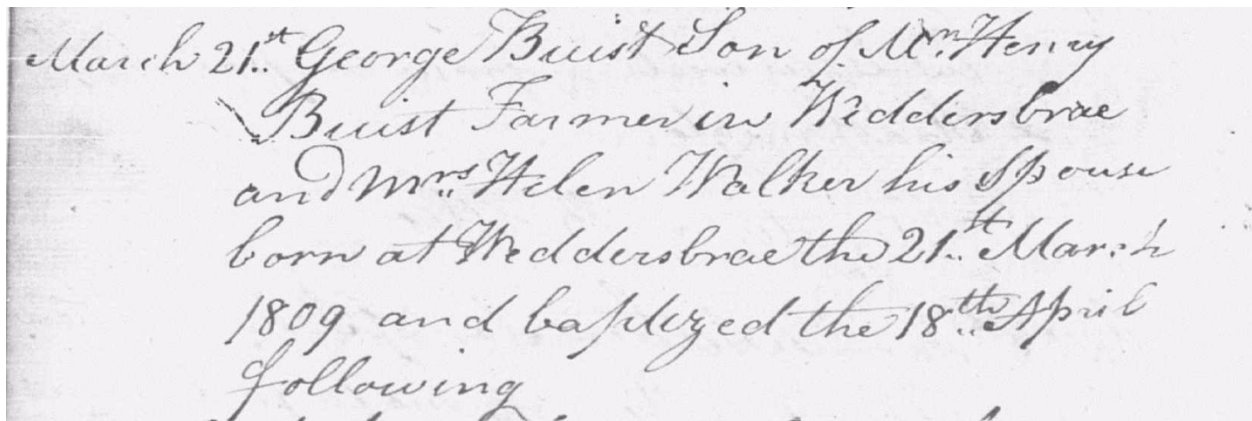 March 21st George Buist Son of Mr. Henry
Buist Farmer in Weddersbrae
and Mrs. Helen Walker his Spouse
born at Weddersbrae the 21st March
1809 and baptized the 18th April
following